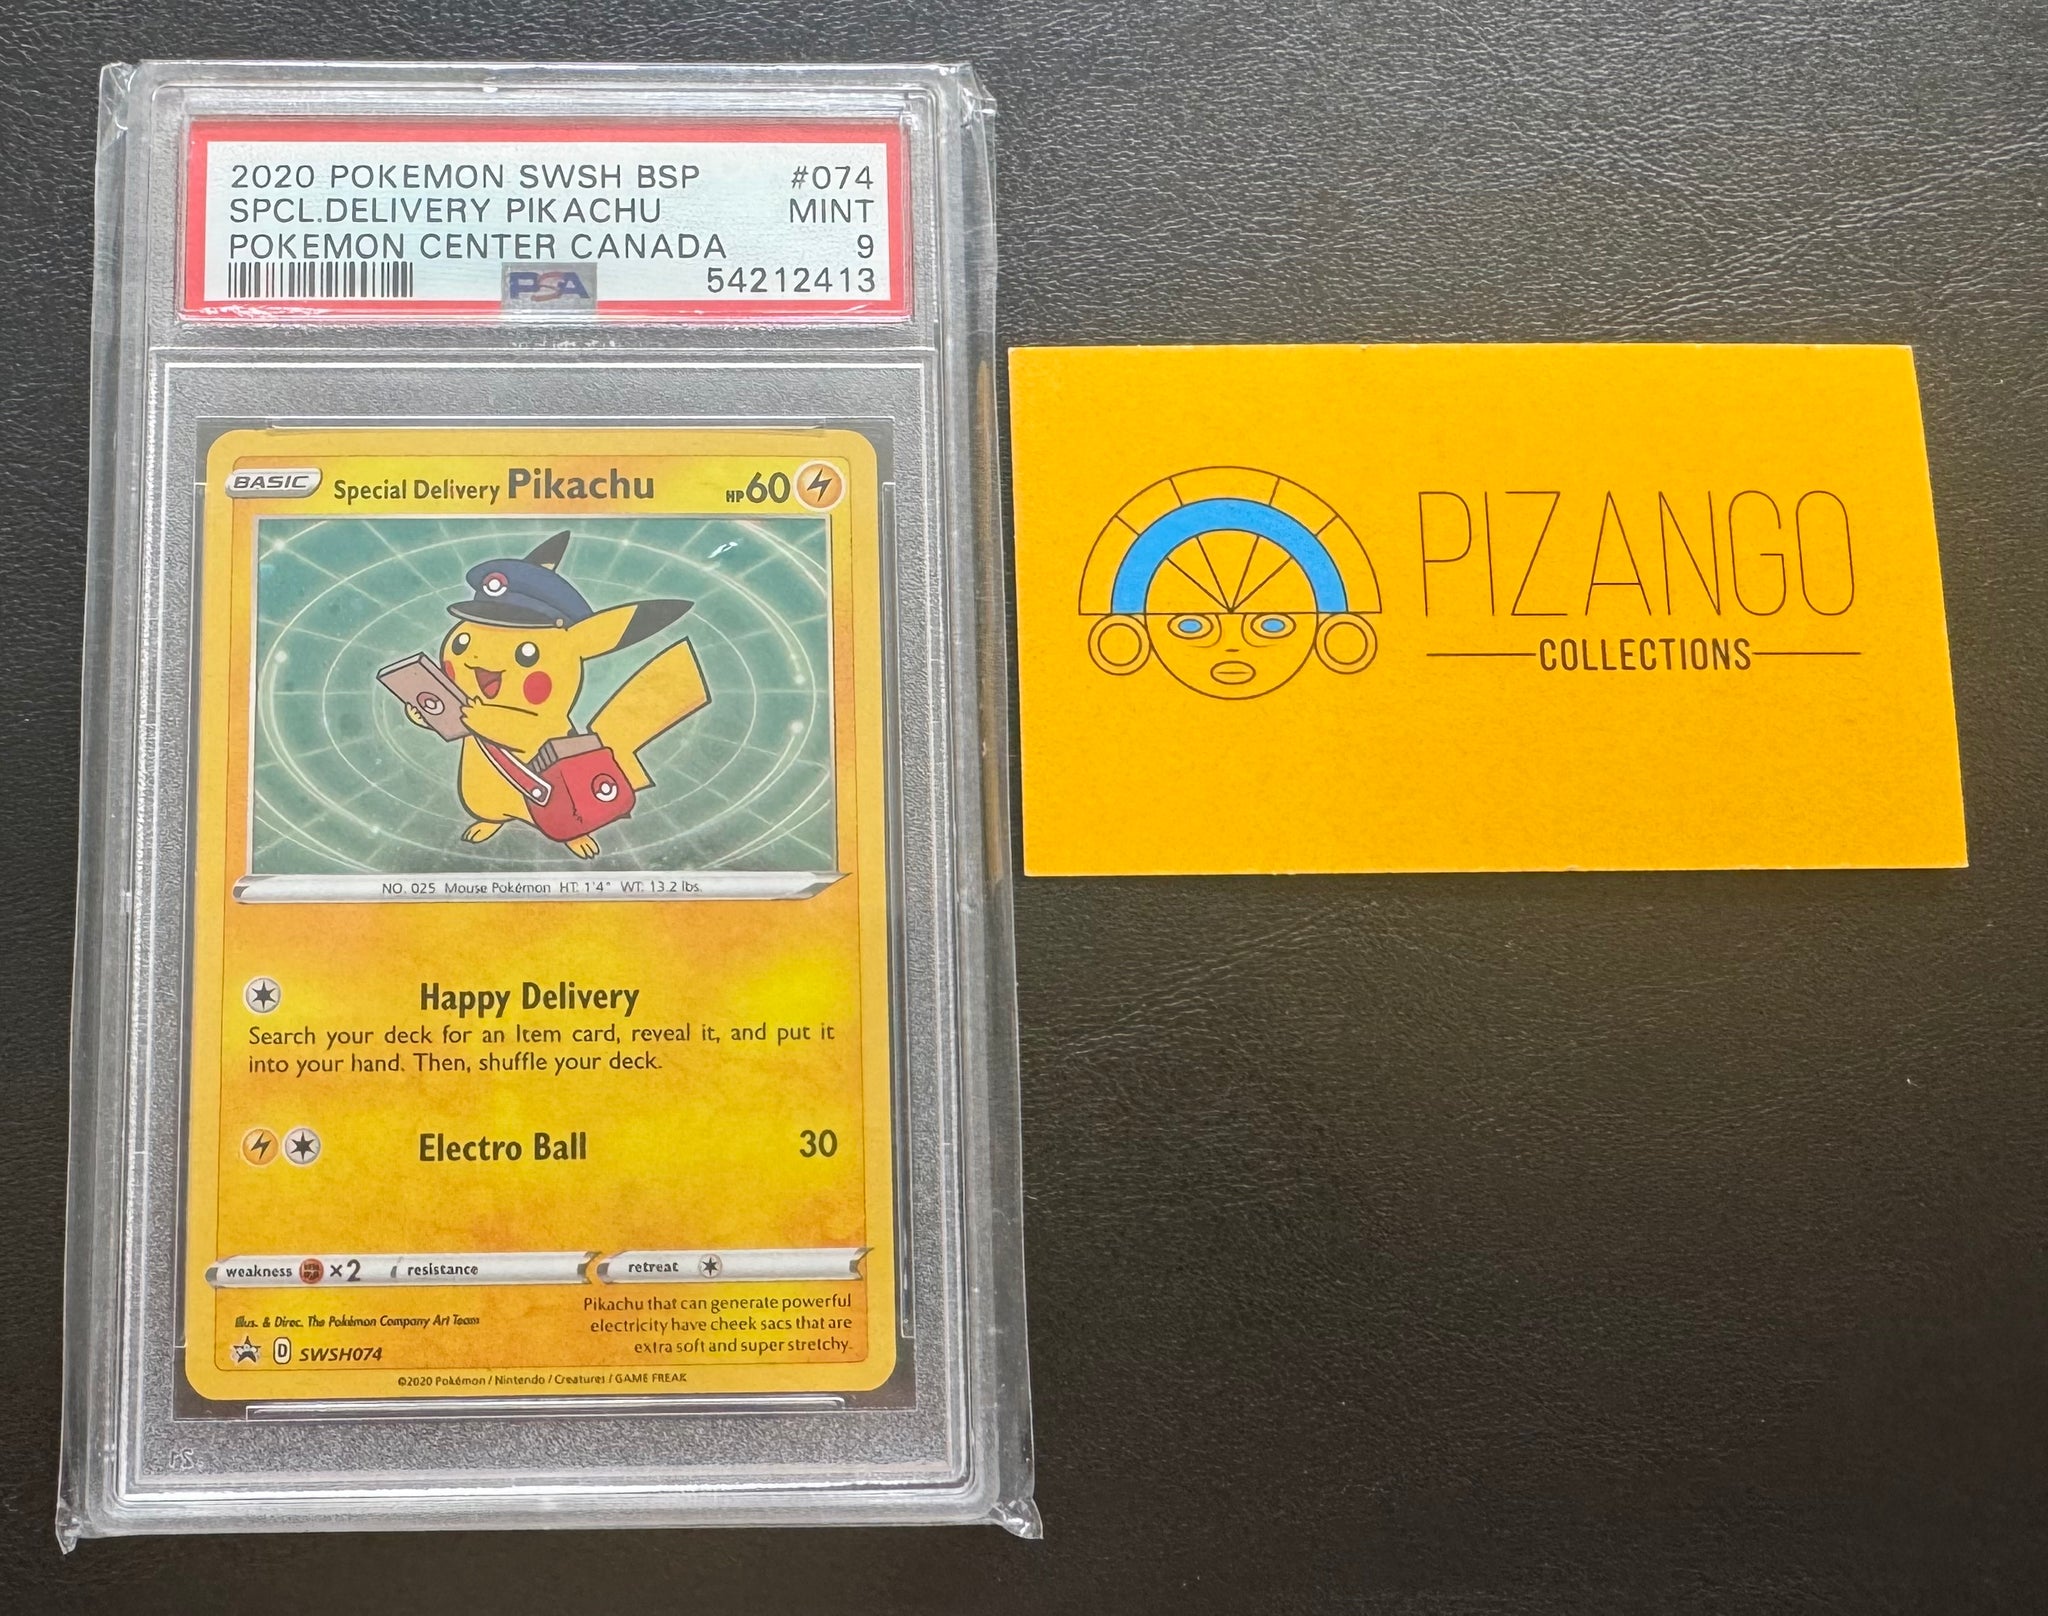 2020 POKEMON SWSH BSP #074
SPCL.DELIVERY PIKACHU MINT
POKEMON CENTER CANADA 9
PSA 54212413
BASIC Special Delivery Pikachu HP 60
NO. 025 Mouse Pokémon HT: 1'4" WT: 13.2 lbs.
Happy Delivery
Search your deck for an Item card, reveal it, and put it
into your hand. Then, shuffle your deck.
Electro Ball 30
weakness ×2 resistance retreat
Illus. & Direc. The Pokémon Company Art Team
Pikachu that can generate powerful
electricity have cheek sacs that are
extra soft and super stretchy.
D SWSH074
©2020 Pokémon / Nintendo / Creatures / GAME FREAK
PIZANGO
COLLECTIONS